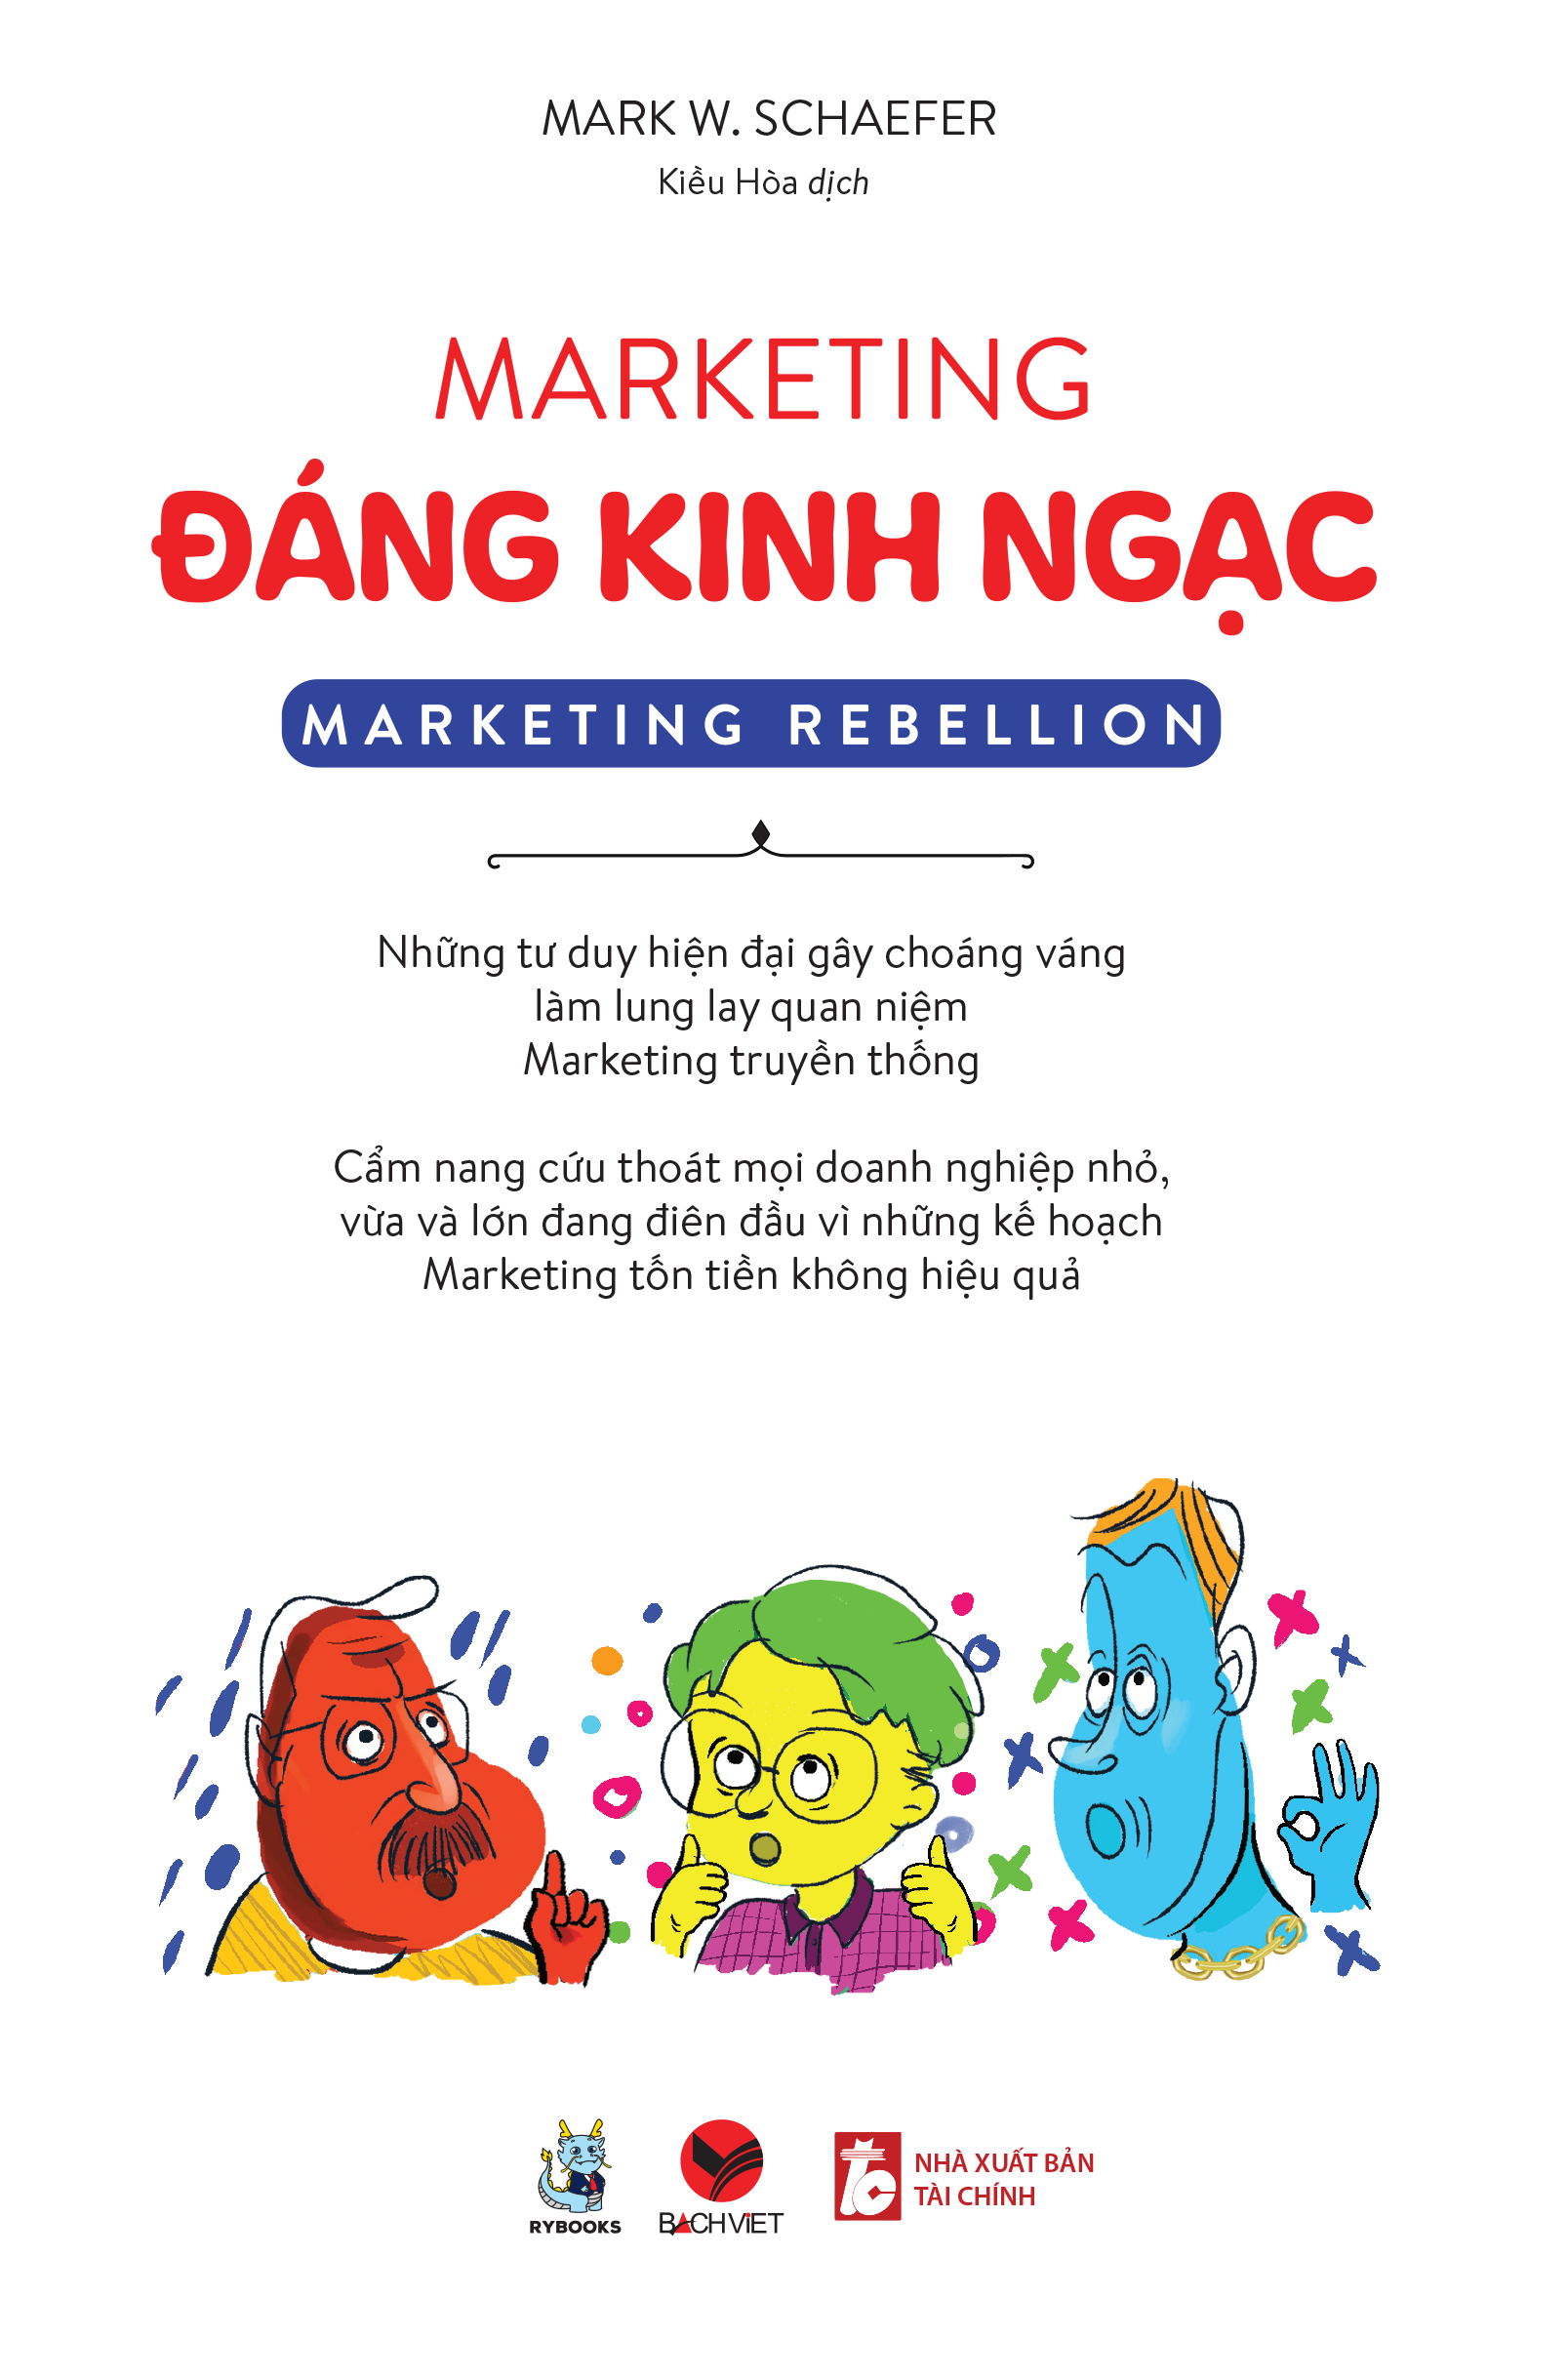 MARK W. SCHAEFER
Kiều Hòa dịch
MARKETING
ĐÁNG KINH NGẠC
MARKETING REBELLION
Những tư duy hiện đại gây choáng váng
làm lung lay quan niệm
Marketing truyền thống
Cẩm nang cứu thoát mọi doanh nghiệp nhỏ,
vừa và lớn đang điên đầu vì những kế hoạch
Marketing tốn tiền không hiệu quả
RYBOOKS
BACHViET
NHÀ XUẤT BẢN
TÀI CHÍNH